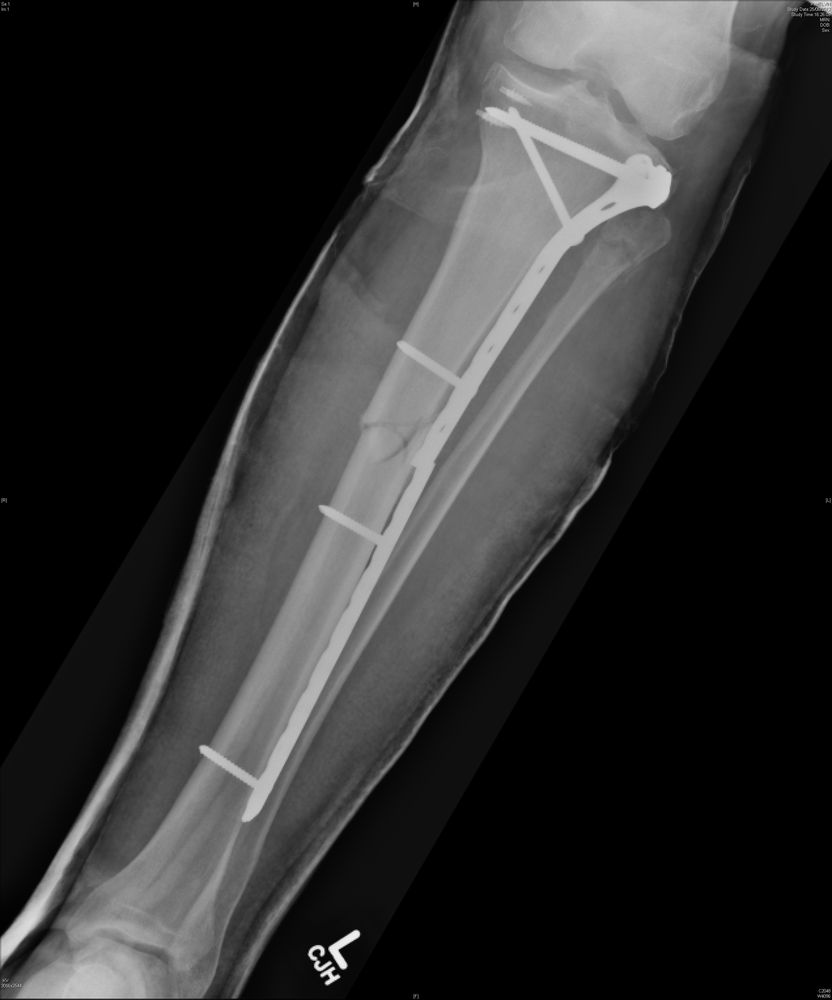 Se:1
Im:1
[H]
Study Date:25/06/2012
Study Time:16:26:09
MRN:
DOB:
Sex:
[R]
[L]
L
CJH
KV
3056x2544
[F]
C2048
W4096